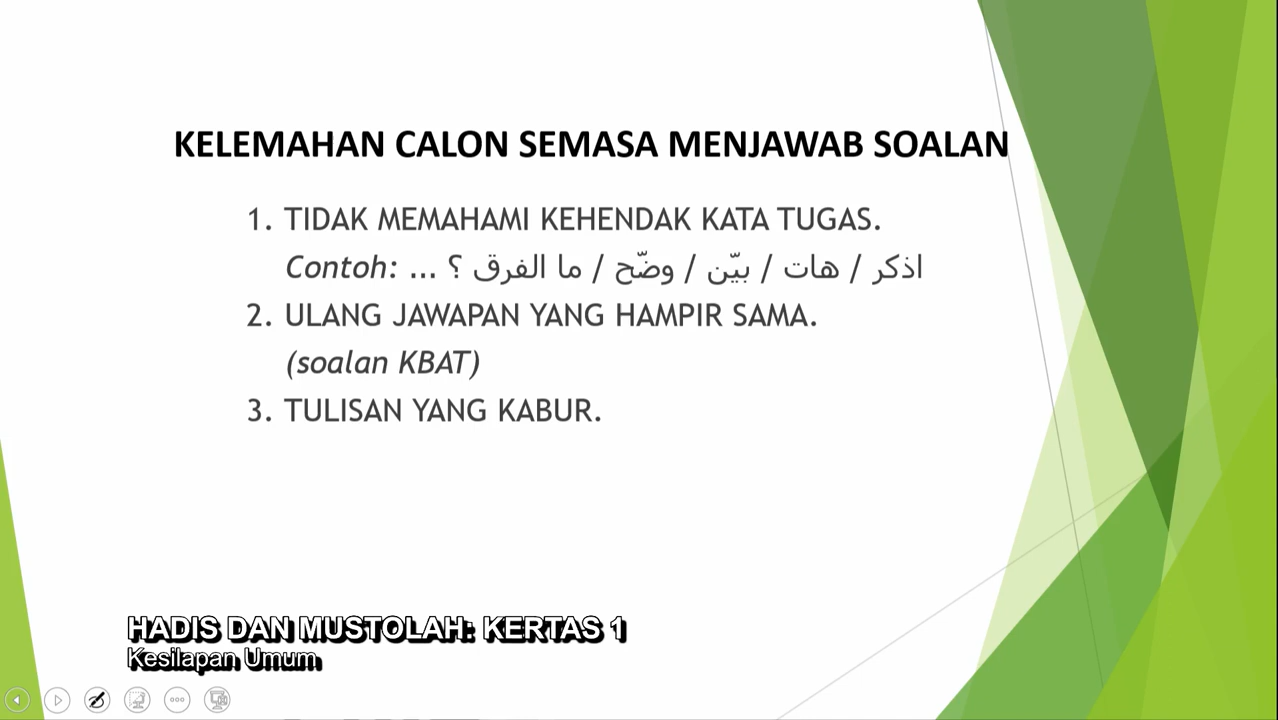 KELEMAHAN CALON SEMASA MENJAWAB SOALAN
1. TIDAK MEMAHAMI KEHENDAK KATA TUGAS.
Contoh: اذكر / هات / بيّن / وضّح / ما الفرق ؟ ...
2. ULANG JAWAPAN YANG HAMPIR SAMA.
(soalan KBAT)
3. TULISAN YANG KABUR.
HADIS DAN MUSTOLAH: KERTAS 1
Kesilapan Umum